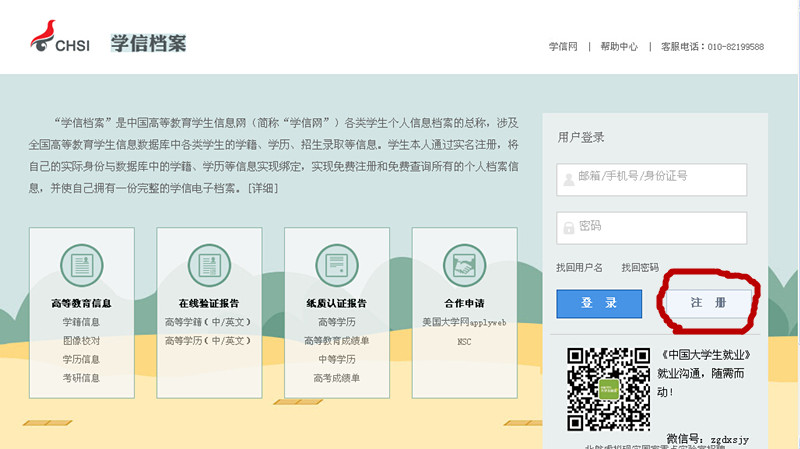 CHSI 学信档案
学信网 | 帮助中心 | 客服电话：010-82199588
“学信档案”是中国高等教育学生信息网（简称“学信网”）各类学生个人信息档案的总称，涉及
全国高等教育学生信息数据库中各类学生的学籍、学历、招生录取等信息。学生本人通过实名注册，将
自己的实际身份与数据库中的学籍、学历等信息实现绑定，实现免费注册和免费查询所有的个人档案信
息，并使自己拥有一份完整的学信电子档案。[详细]
高等教育信息
学籍信息
图像校对
学历信息
考研信息
在线验证报告
高等学籍（中/英文）
高等学历（中/英文）
纸质认证报告
高等学历
高等教育成绩单
中等学历
高考成绩单
合作申请
美国大学网applyweb
NSC
用户登录
邮箱/手机号/身份证号
密码
找回用户名 找回密码
登 录 注 册
《中国大学生就业》
就业沟通，随需而
动！
微信号：zgdxsjy